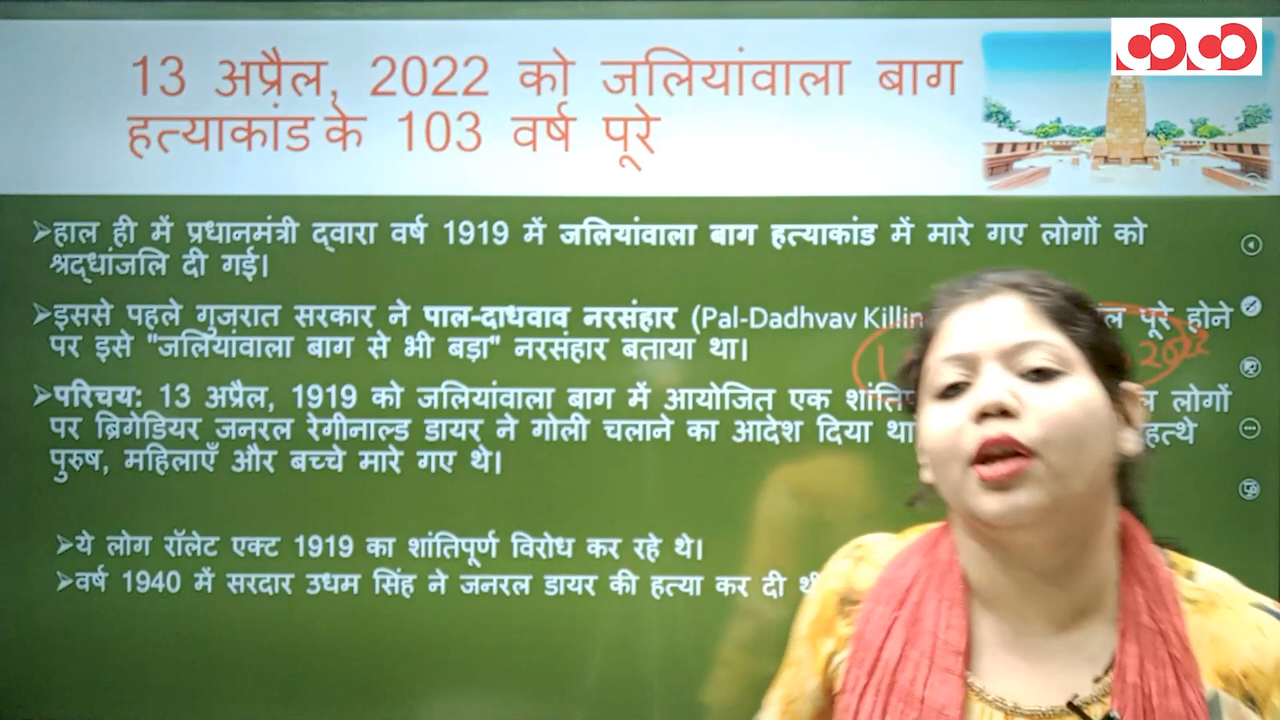 13 अप्रैल, 2022 को जलियांवाला बाग
हत्याकांड के 103 वर्ष पूरे
➢हाल ही में प्रधानमंत्री द्वारा वर्ष 1919 में जलियांवाला बाग हत्याकांड में मारे गए लोगों को
श्रद्धांजलि दी गई।
➢इससे पहले गुजरात सरकार ने पाल-दाधवाव नरसंहार (Pal-Dadhvav पूरे होने
पर इसे "जलियांवाला बाग से भी बड़ा" नरसंहार बताया था।
2022
➢परिचय: 13 अप्रैल, 1919 को जलियांवाला बाग में आयोजित एक लोगों
पर ब्रिगेडियर जनरल रेगीनाल्ड डायर ने गोली चलाने का आदेश दिया था
पुरुष, महिलाएँ और बच्चे मारे गए थे।
➢ये लोग रॉलेट एक्ट 1919 का शांतिपूर्ण विरोध कर रहे थे।
➢वर्ष 1940 में सरदार उधम सिंह ने जनरल डायर की हत्या कर दी